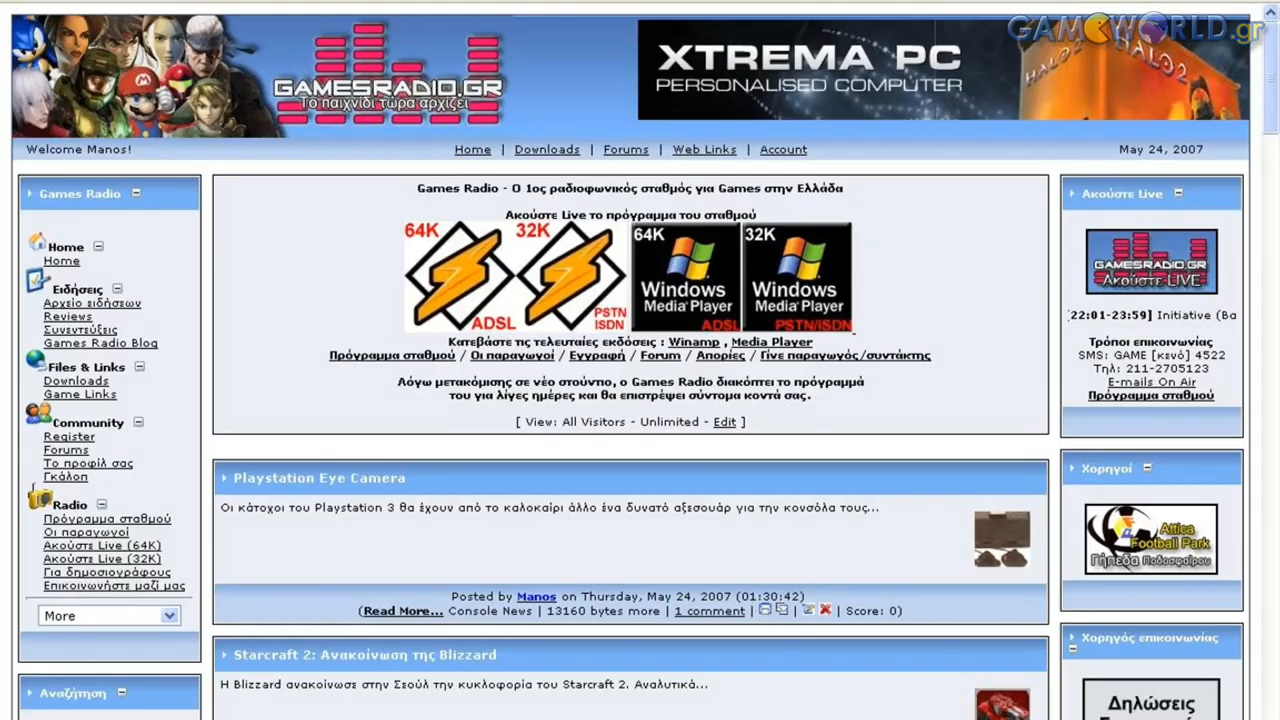 GAMEWORLD.gr
GAMESRADIO.GR
Το παιχνίδι τώρα αρχίζει
XTREMA PC
PERSONALISED COMPUTER
HALO 2
HALO 2
Welcome Manos!
Home | Downloads | Forums | Web Links | Account
May 24, 2007
Games Radio
Home
Home
Ειδήσεις
Αρχείο ειδήσεων
Reviews
Συνεντεύξεις
Games Radio Blog
Files & Links
Downloads
Game Links
Community
Register
Forums
Το προφίλ σας
Γκάλοπ
Radio
Πρόγραμμα σταθμού
Οι παραγωγοί
Ακούστε Live (64K)
Ακούστε Live (32K)
Για δημοσιογράφους
Επικοινωνήστε μαζί μας
More
Αναζήτηση
Games Radio - Ο 1ος ραδιοφωνικός σταθμός για Games στην Ελλάδα
Ακούστε Live το πρόγραμμα του σταθμού
64K
ADSL
32K
PSTN
ISDN
64K
Windows
Media Player
ADSL
32K
Windows
Media Player
PSTN/ISDN
Κατεβάστε τις τελευταίες εκδόσεις : Winamp , Media Player
Πρόγραμμα σταθμού / Οι παραγωγοί / Εγγραφή / Forum / Απορίες / Γίνε παραγωγός/συντάκτης
Λόγω μετακόμισης σε νέο στούντιο, ο Games Radio διακόπτει το πρόγραμμά
του για λίγες ημέρες και θα επιστρέψει σύντομα κοντά σας.
[ View: All Visitors - Unlimited - Edit ]
Playstation Eye Camera
Οι κάτοχοι του Playstation 3 θα έχουν από το καλοκαίρι άλλο ένα δυνατό αξεσουάρ για την κονσόλα τους...
Posted by Manos on Thursday, May 24, 2007 (01:30:42)
(Read More... Console News | 13160 bytes more | 1 comment | | | Score: 0)
Starcraft 2: Ανακοίνωση της Blizzard
Η Blizzard ανακοίνωσε στην Σεούλ την κυκλοφορία του Starcraft 2. Αναλυτικά...
Ακούστε Live
GAMESRADIO.GR
Ακούστε LIVE
[22:01-23:59] Initiative (Ba
Τρόποι επικοινωνίας
SMS: GAME [κενό] 4522
Τηλ: 211-2705123
E-mails On Air
Πρόγραμμα σταθμού
Χορηγοί
Attica
Football Park
Γήπεδα Ποδοσφαίρου
Χορηγός επικοινωνίας
Δηλώσεις